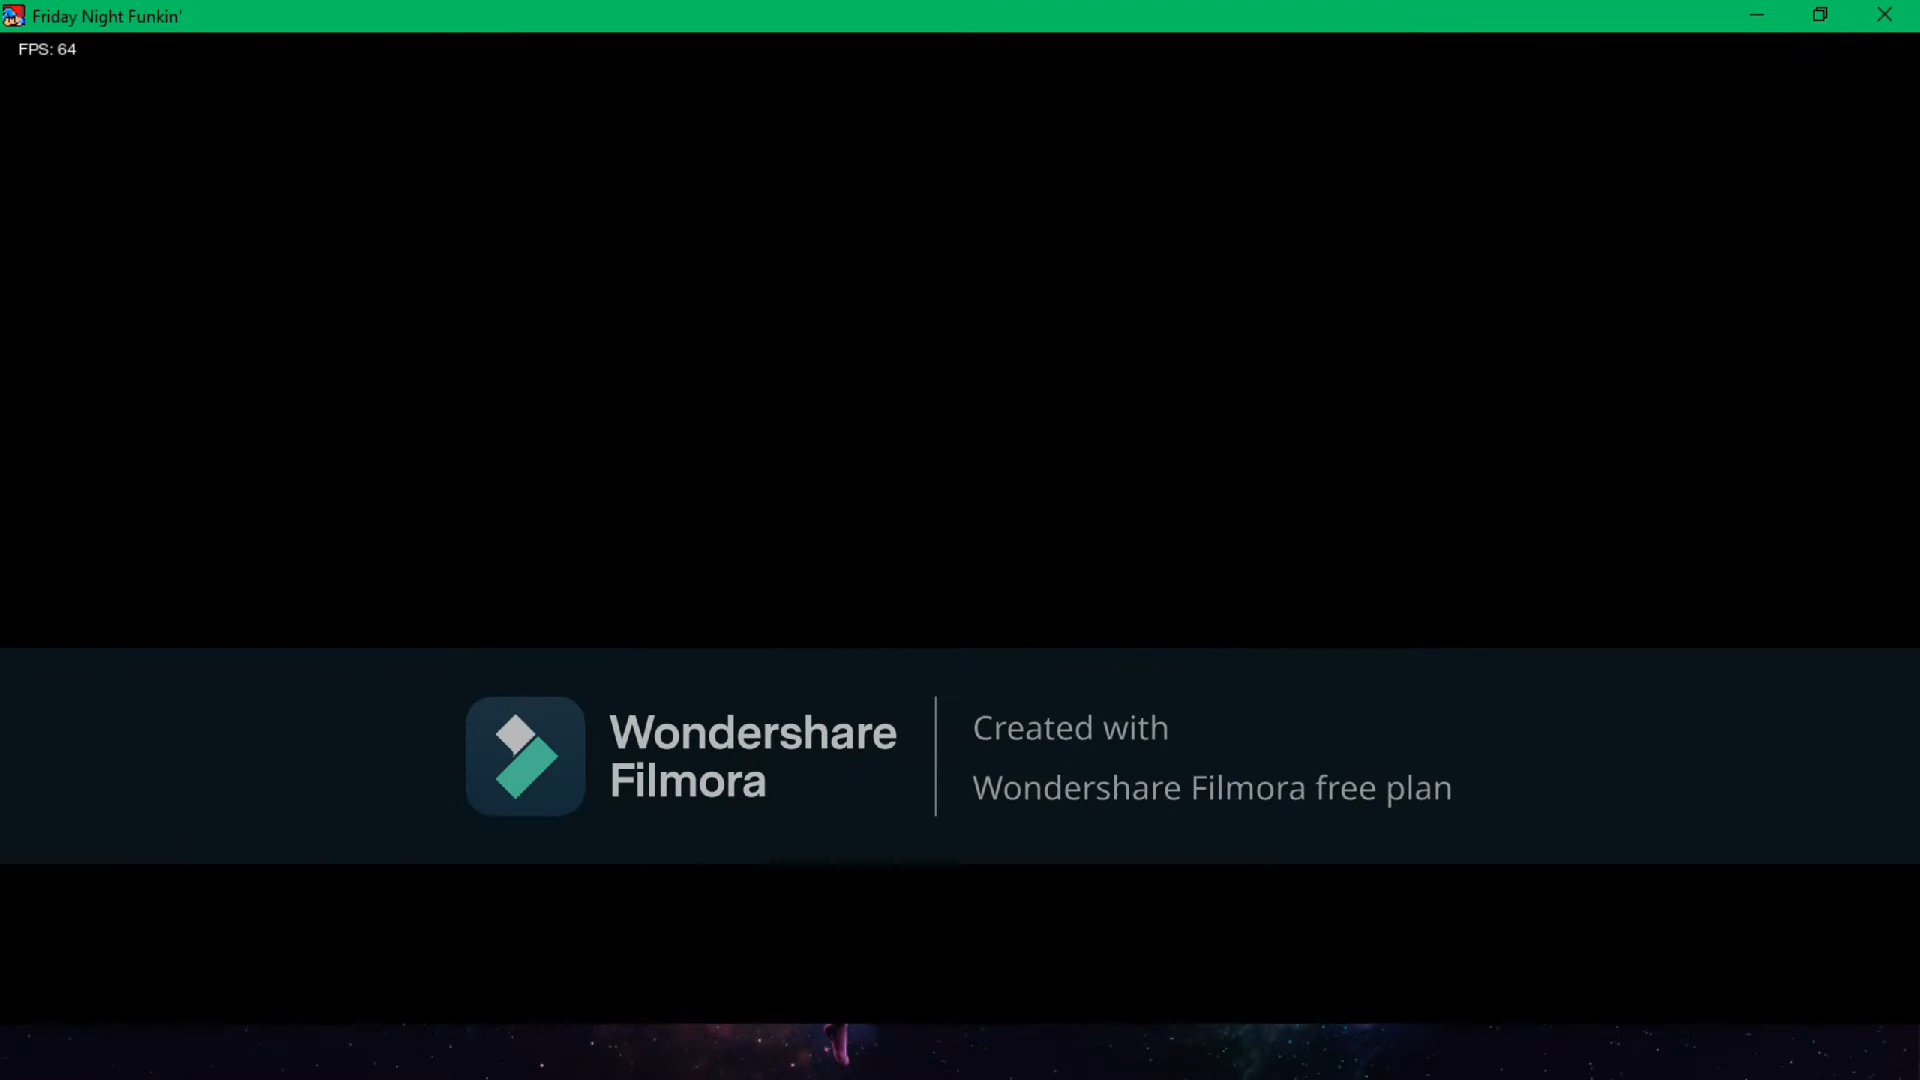 Friday Night Funkin'
FPS: 64
Wondershare
Filmora
Created with
Wondershare Filmora free plan